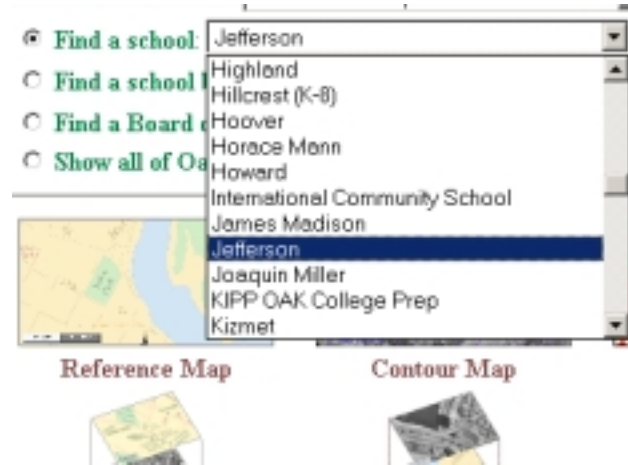 Find a school: Jefferson
Find a school
Find a Board
Show all of Oa
Highland
Hillcrest (K-8)
Hoover
Horace Mann
Howard
International Community School
James Madison
Jefferson
Joaquin Miller
KIPP OAK College Prep
Kizmet
Reference Map
Contour Map